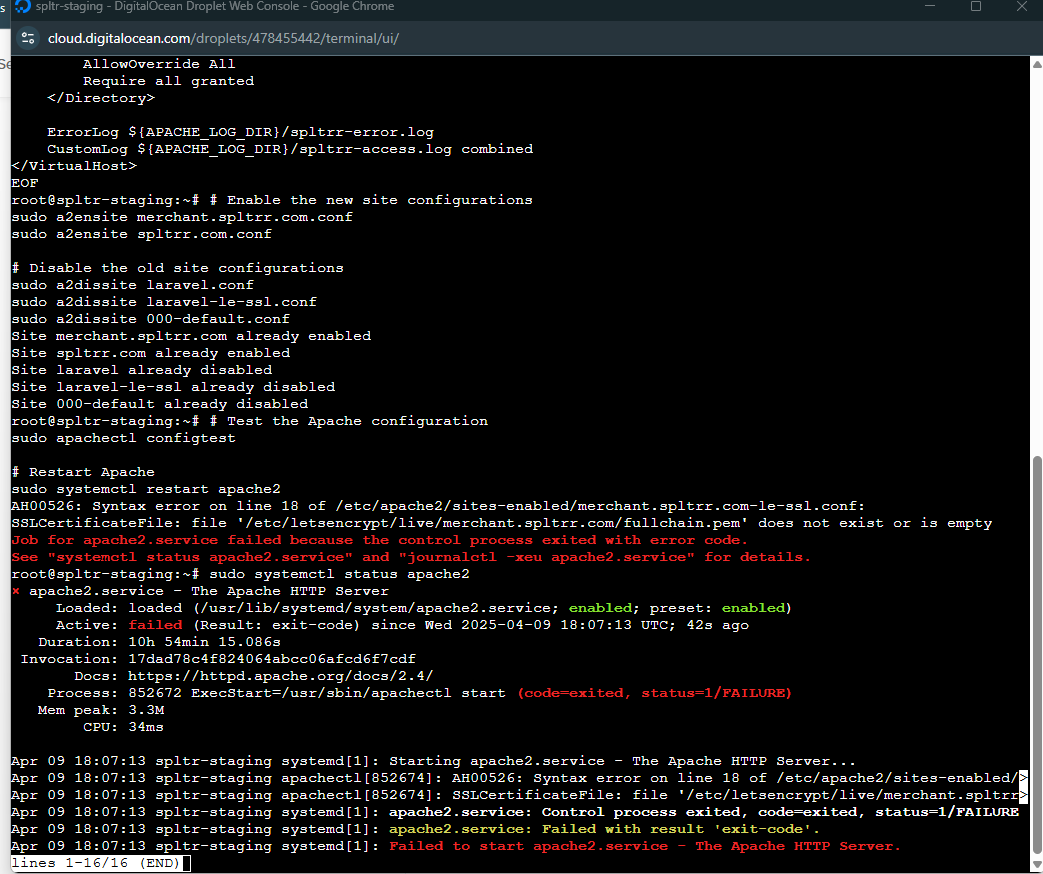 spltr-staging - DigitalOcean Droplet Web Console - Google Chrome
cloud.digitalocean.com/droplets/478455442/terminal/ui/
        AllowOverride All
        Require all granted
    </Directory>

    ErrorLog ${APACHE_LOG_DIR}/spltrr-error.log
    CustomLog ${APACHE_LOG_DIR}/spltrr-access.log combined
</VirtualHost>
EOF
root@spltr-staging:~# # Enable the new site configurations
sudo a2ensite merchant.spltrr.com.conf
sudo a2ensite spltrr.com.conf

# Disable the old site configurations
sudo a2dissite laravel.conf
sudo a2dissite laravel-le-ssl.conf
sudo a2dissite 000-default.conf
Site merchant.spltrr.com already enabled
Site spltrr.com already enabled
Site laravel already disabled
Site laravel-le-ssl already disabled
Site 000-default already disabled
root@spltr-staging:~# # Test the Apache configuration
sudo apachectl configtest

# Restart Apache
sudo systemctl restart apache2
AH00526: Syntax error on line 18 of /etc/apache2/sites-enabled/merchant.spltrr.com-le-ssl.conf:
SSLCertificateFile: file '/etc/letsencrypt/live/merchant.spltrr.com/fullchain.pem' does not exist or is empty
Job for apache2.service failed because the control process exited with error code.
See "systemctl status apache2.service" and "journalctl -xeu apache2.service" for details.
root@spltr-staging:~# sudo systemctl status apache2
× apache2.service - The Apache HTTP Server
     Loaded: loaded (/usr/lib/systemd/system/apache2.service; enabled; preset: enabled)
     Active: failed (Result: exit-code) since Wed 2025-04-09 18:07:13 UTC; 42s ago
   Duration: 10h 54min 15.086s
 Invocation: 17dad78c4f824064abcc06afcd6f7cdf
       Docs: https://httpd.apache.org/docs/2.4/
    Process: 852672 ExecStart=/usr/sbin/apachectl start (code=exited, status=1/FAILURE)
   Mem peak: 3.3M
        CPU: 34ms

Apr 09 18:07:13 spltr-staging systemd[1]: Starting apache2.service - The Apache HTTP Server...
Apr 09 18:07:13 spltr-staging apachectl[852674]: AH00526: Syntax error on line 18 of /etc/apache2/sites-enabled/>
Apr 09 18:07:13 spltr-staging apachectl[852674]: SSLCertificateFile: file '/etc/letsencrypt/live/merchant.spltrr>
Apr 09 18:07:13 spltr-staging systemd[1]: apache2.service: Control process exited, code=exited, status=1/FAILURE
Apr 09 18:07:13 spltr-staging systemd[1]: apache2.service: Failed with result 'exit-code'.
Apr 09 18:07:13 spltr-staging systemd[1]: Failed to start apache2.service - The Apache HTTP Server.
lines 1-16/16 (END)